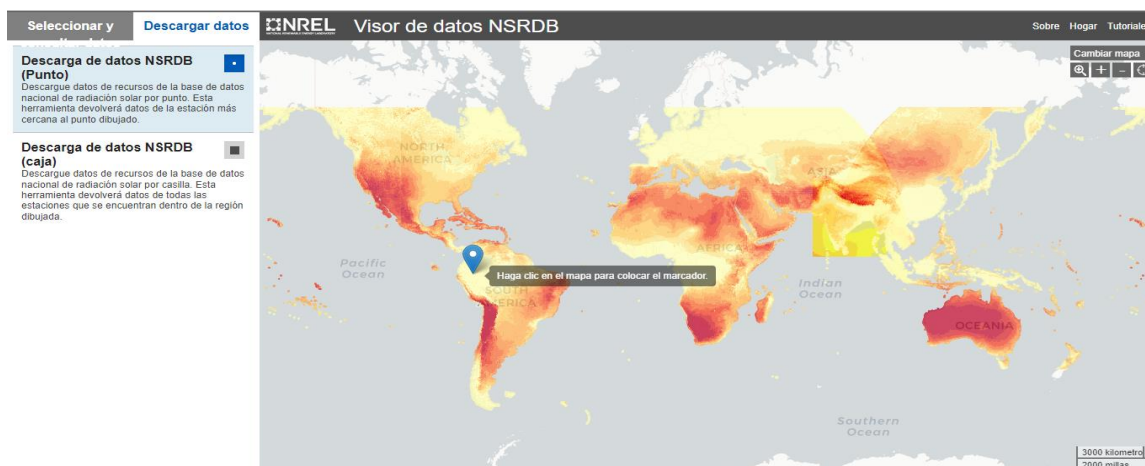 Seleccionar y
Descargar datos
NREL
Visor de datos NSRDB
Sobre Hogar Tutoriale
Descarga de datos NSRDB
(Punto)
Descargue datos de recursos de la base de datos
nacional de radiación solar por punto. Esta
herramienta devolverá datos de la estación más
cercana al punto dibujado.
Descarga de datos NSRDB
(caja)
Descargue datos de recursos de la base de datos
nacional de radiación solar por casilla. Esta
herramienta devolverá datos de todas las
estaciones que se encuentran dentro de la región
dibujada.
Cambiar mapa
NORTH
AMERICA
ASIA
AFRICA
Pacific
Ocean
Haga clic en el mapa para colocar el marcador.
SOUTH
AMERICA
Indian
Ocean
OCEANIA
Southern
Ocean
3000 kilometro
2000 millas